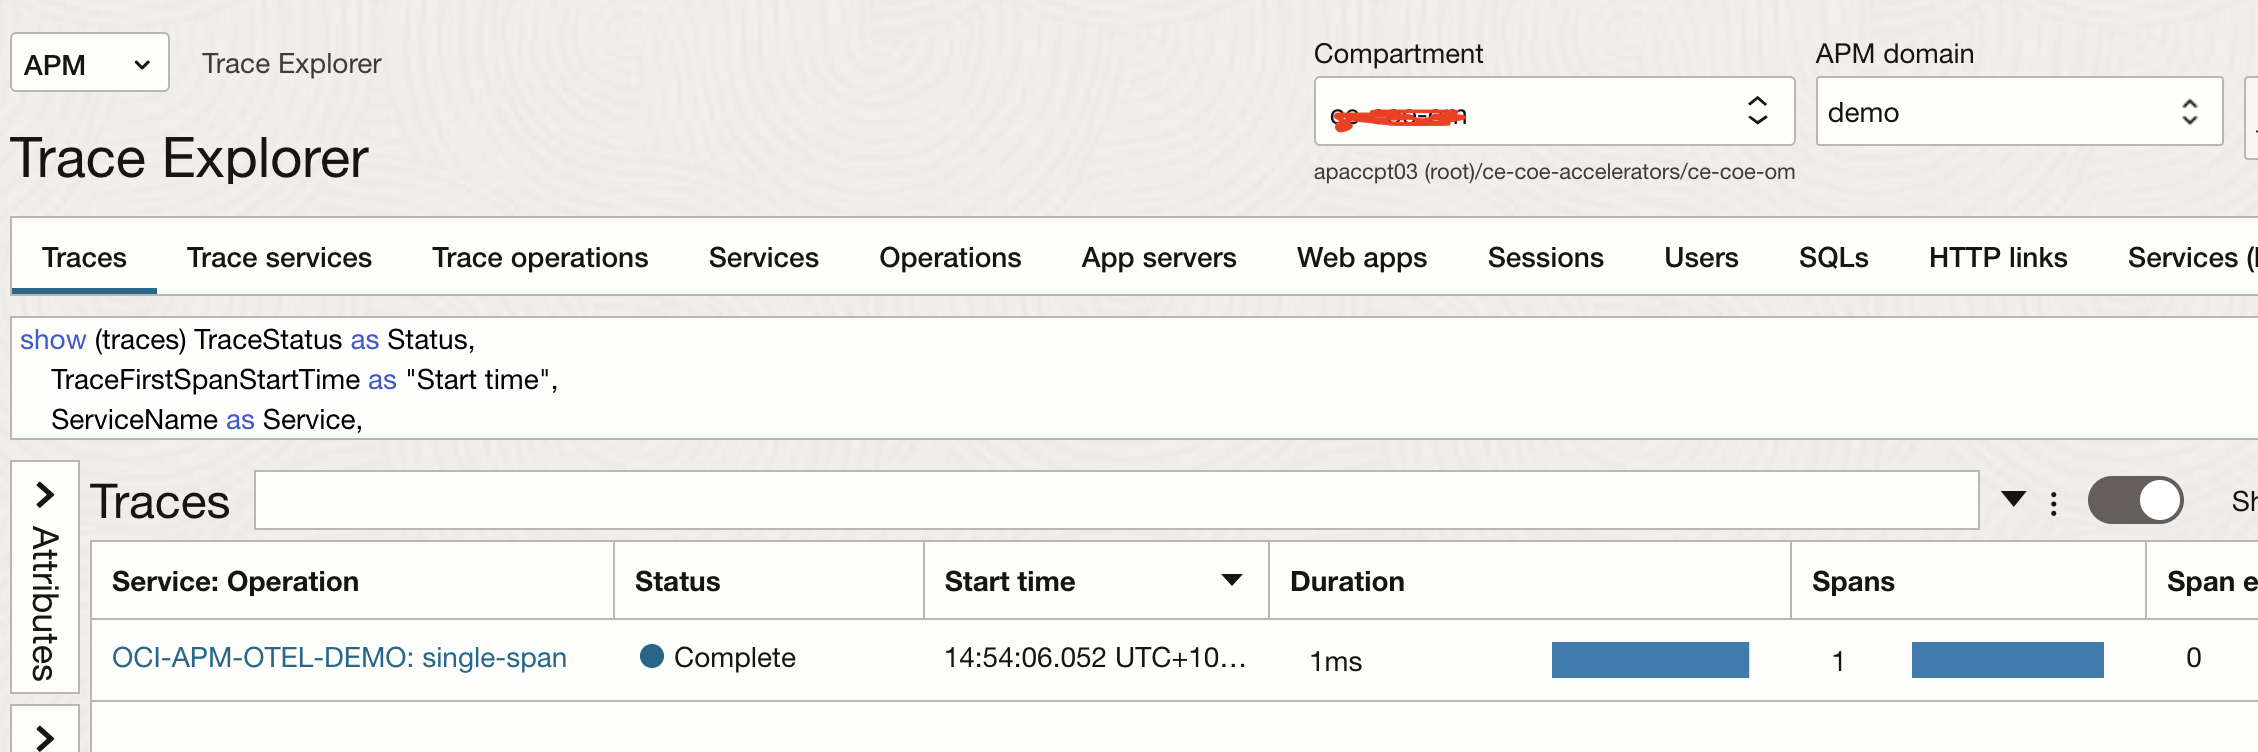 APM
Trace Explorer
Compartment
APM domain
demo
apaccpt03 (root)/ce-coe-accelerators/ce-coe-om
Trace Explorer
Traces Trace services Trace operations Services Operations App servers Web apps Sessions Users SQLs HTTP links Services (
show (traces) TraceStatus as Status,
TraceFirstSpanStartTime as "Start time",
ServiceName as Service,
Attributes
Traces
Service: Operation Status Start time Duration Spans Span e
OCI-APM-OTEL-DEMO: single-span Complete 14:54:06.052 UTC+10… 1ms 1 0